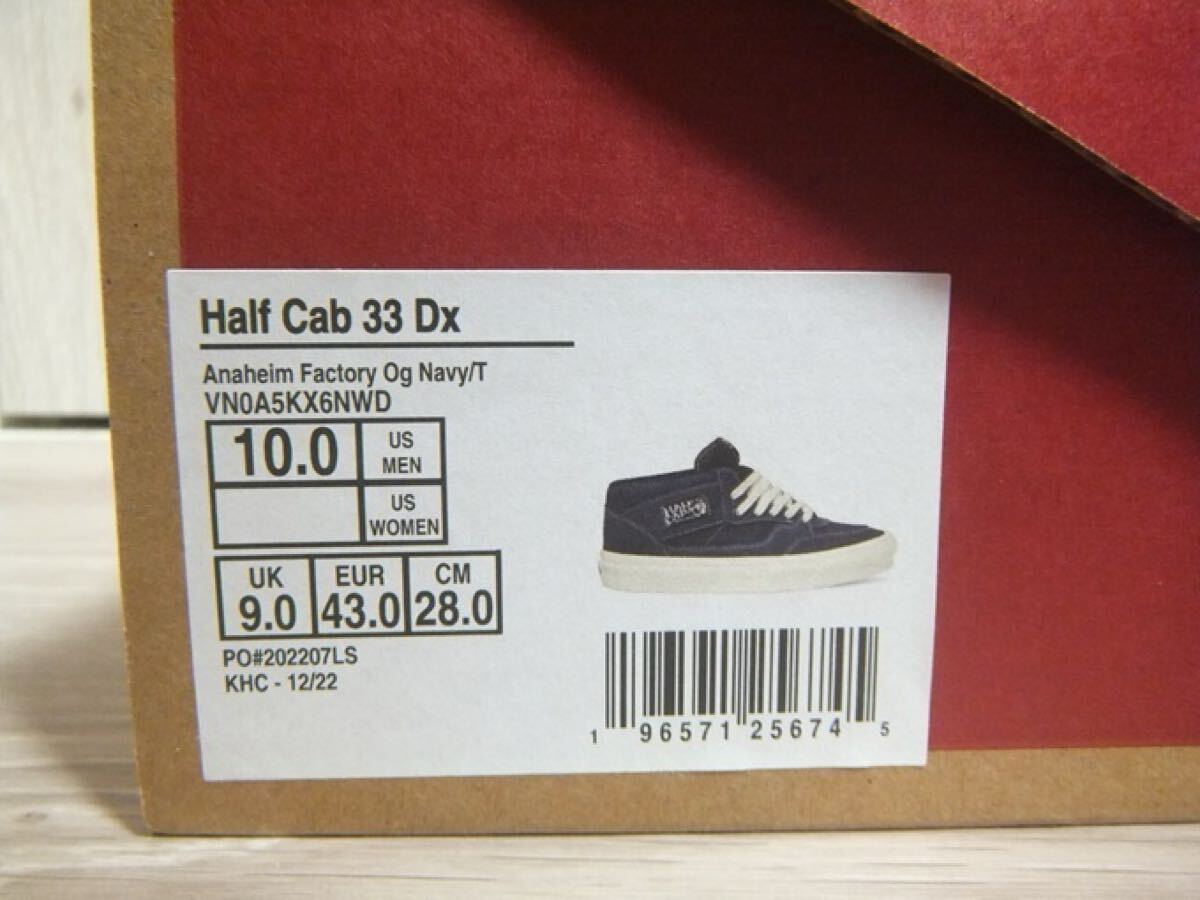 Half Cab 33 Dx
Anaheim Factory Og Navy/T
VN0A5KX6NWD
10.0 US MEN
US WOMEN
UK EUR CM
9.0 43.0 28.0
PO#202207LS
KHC - 12/22
1 96571 25674 5